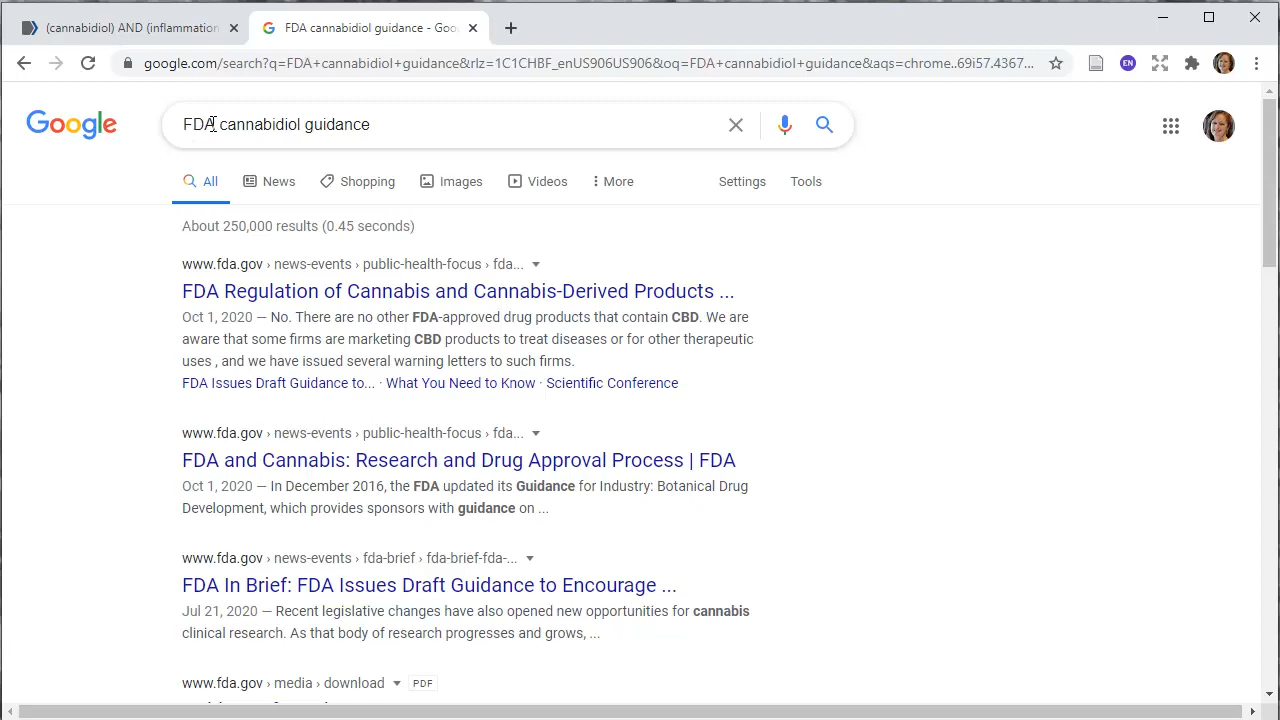 (cannabidiol) AND (inflammation
FDA cannabidiol guidance - Goo
google.com/search?q=FDA+cannabidiol+guidance&rlz=1C1CHBF_enUS906US906&oq=FDA+cannabidiol+guidance&aqs=chrome..69i57.4367...
EN
Google
FDA cannabidiol guidance
All
News
Shopping
Images
Videos
More
Settings
Tools
About 250,000 results (0.45 seconds)
www.fda.gov › news-events › public-health-focus › fda...
FDA Regulation of Cannabis and Cannabis-Derived Products ...
Oct 1, 2020 — No. There are no other FDA-approved drug products that contain CBD. We are
aware that some firms are marketing CBD products to treat diseases or for other therapeutic
uses , and we have issued several warning letters to such firms.
FDA Issues Draft Guidance to... · What You Need to Know · Scientific Conference
www.fda.gov › news-events › public-health-focus › fda...
FDA and Cannabis: Research and Drug Approval Process | FDA
Oct 1, 2020 — In December 2016, the FDA updated its Guidance for Industry: Botanical Drug
Development, which provides sponsors with guidance on ...
www.fda.gov › news-events › fda-brief › fda-brief-fda-...
FDA In Brief: FDA Issues Draft Guidance to Encourage ...
Jul 21, 2020 — Recent legislative changes have also opened new opportunities for cannabis
clinical research. As that body of research progresses and grows, ...
www.fda.gov › media › download
PDF